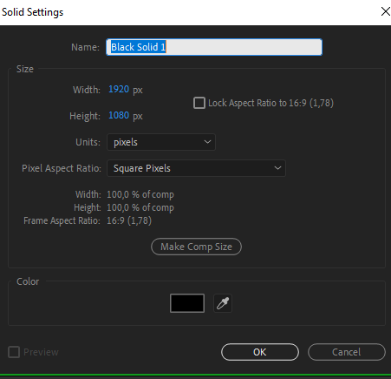 Solid Settings
Name: Black Solid 1
Size
Width: 1920 px
Lock Aspect Ratio to 16:9 (1,78)
Height: 1080 px
Units: pixels
Pixel Aspect Ratio: Square Pixels
Width: 100,0 % of comp
Height: 100,0 % of comp
Frame Aspect Ratio: 16:9 (1,78)
Make Comp Size
Color
Preview OK Cancel